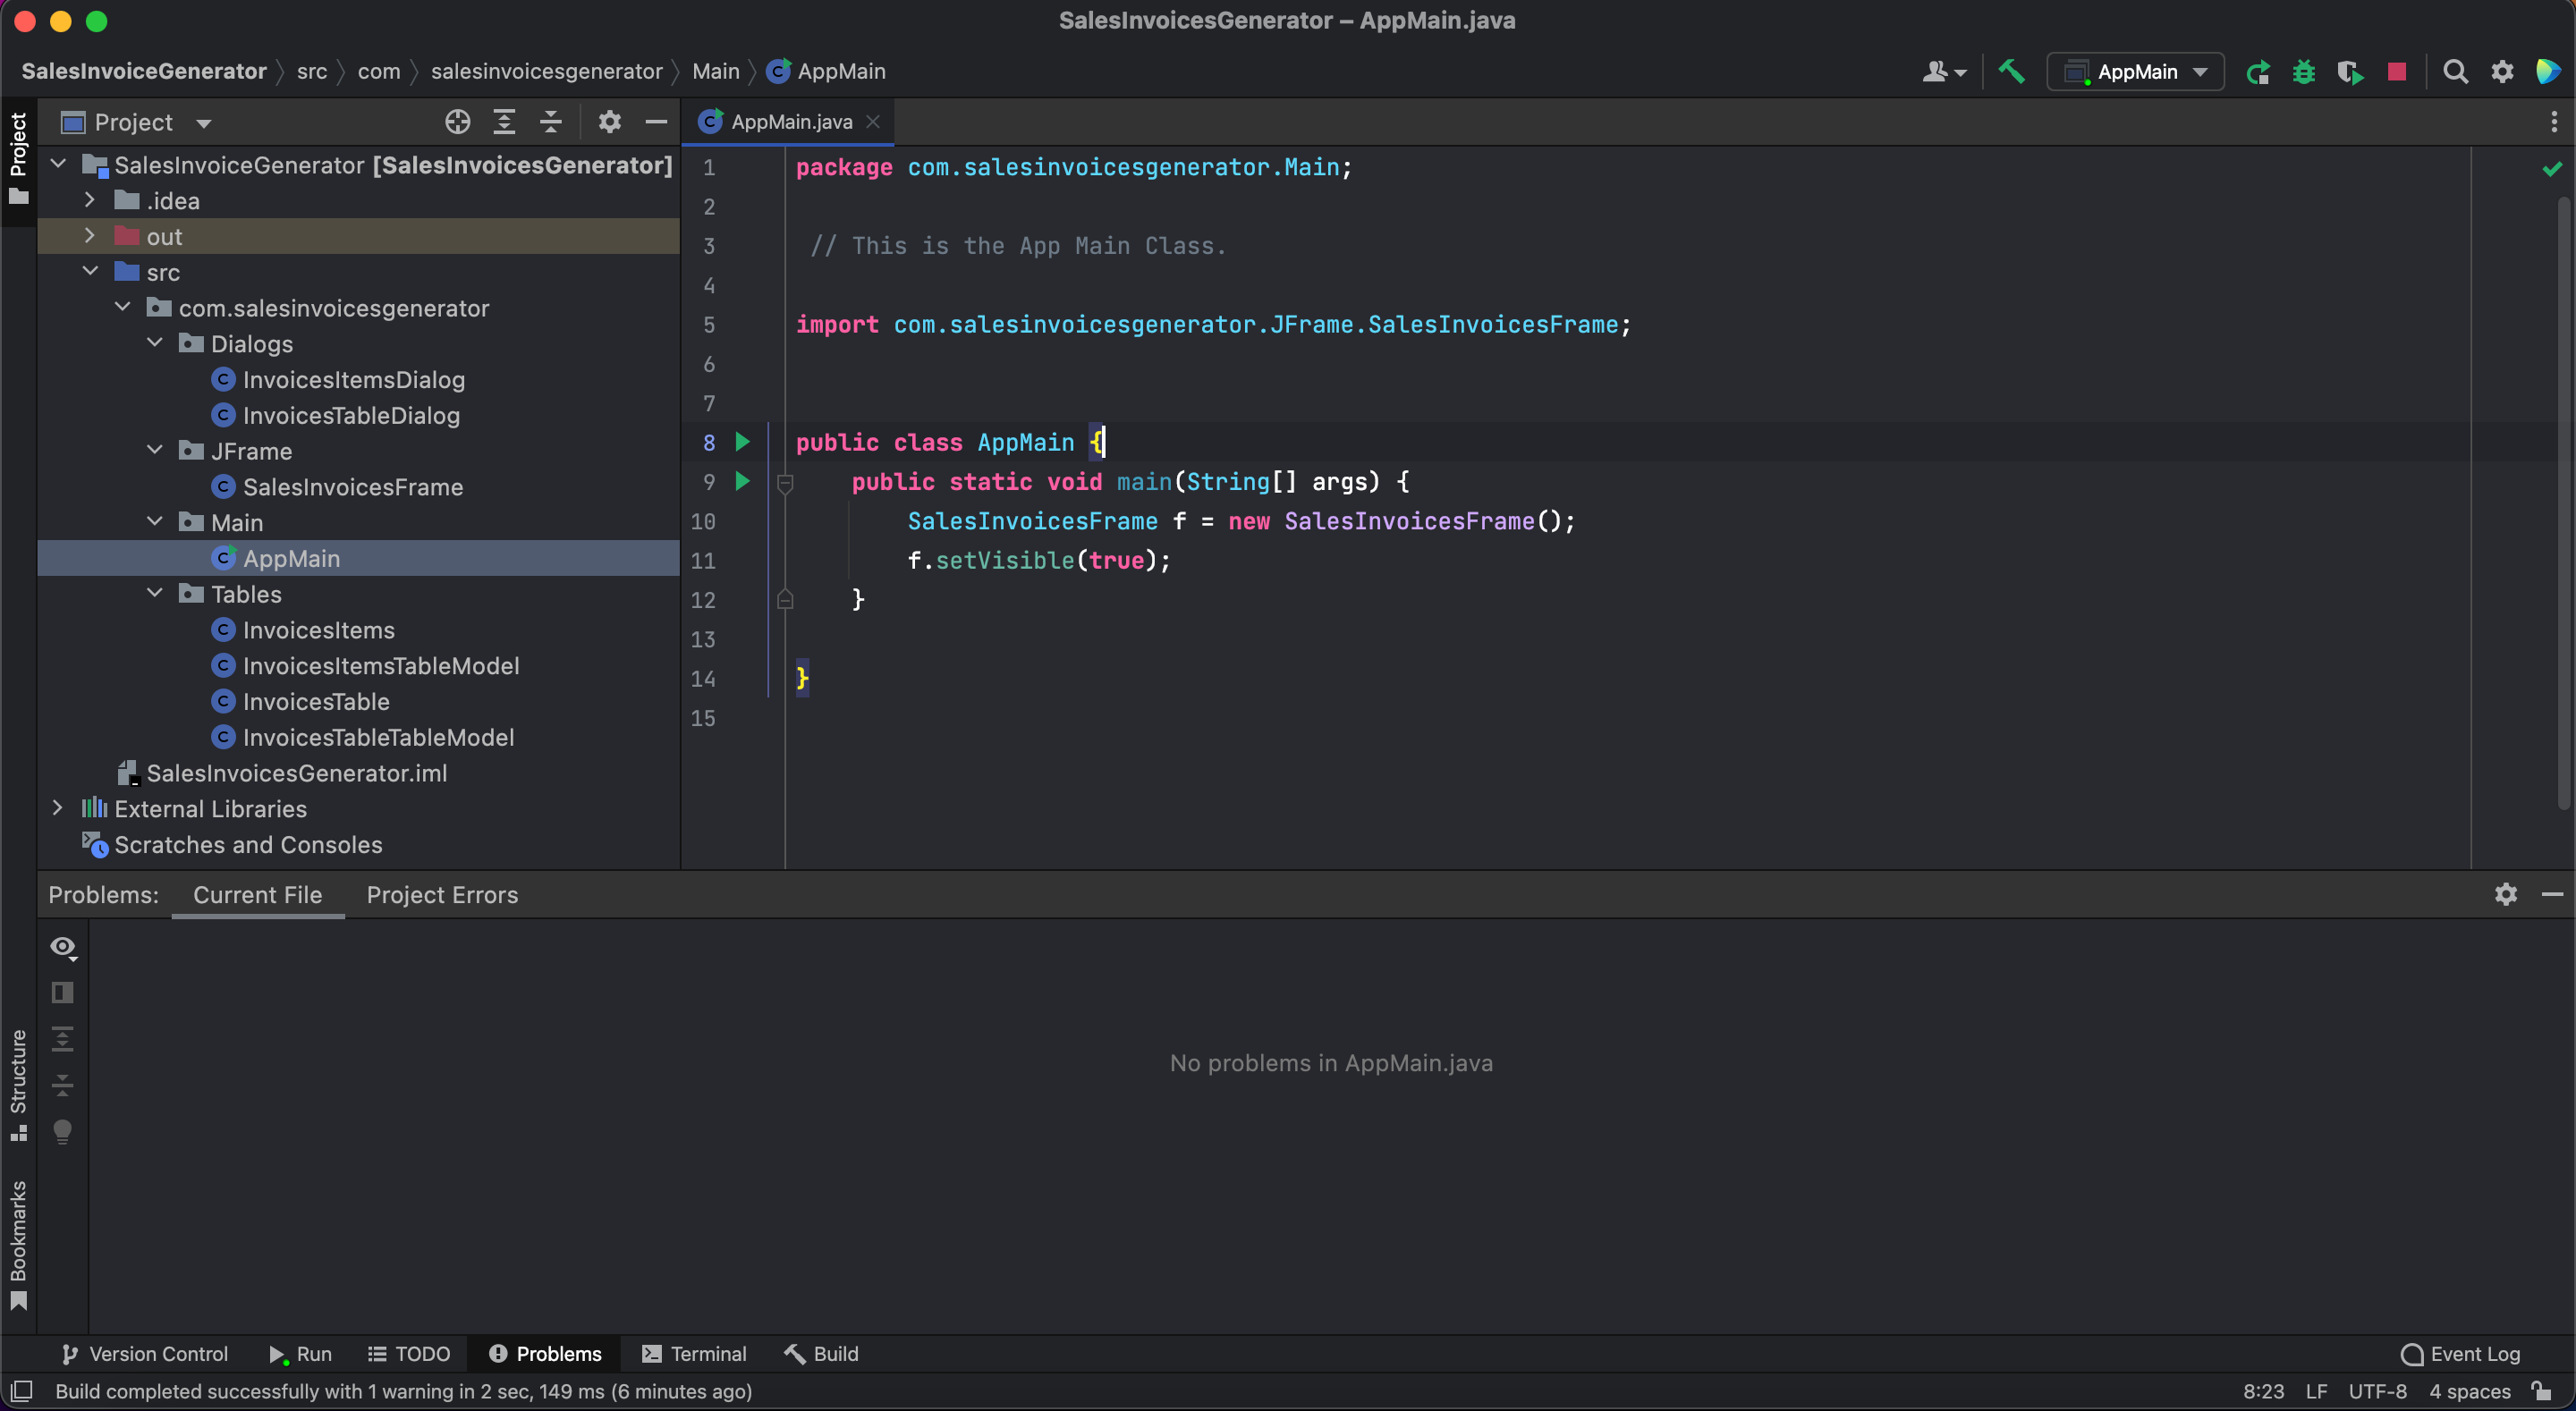 SalesInvoicesGenerator – AppMain.java
SalesInvoiceGenerator src com salesinvoicesgenerator Main AppMain
AppMain
Project
Project
SalesInvoiceGenerator [SalesInvoicesGenerator]
.idea
out
src
com.salesinvoicesgenerator
Dialogs
InvoicesItemsDialog
InvoicesTableDialog
JFrame
SalesInvoicesFrame
Main
AppMain
Tables
InvoicesItems
InvoicesItemsTableModel
InvoicesTable
InvoicesTableTableModel
SalesInvoicesGenerator.iml
External Libraries
Scratches and Consoles
AppMain.java
1 package com.salesinvoicesgenerator.Main;
2
3 // This is the App Main Class.
4
5 import com.salesinvoicesgenerator.JFrame.SalesInvoicesFrame;
6
7
8 public class AppMain {
9 public static void main(String[] args) {
10 SalesInvoicesFrame f = new SalesInvoicesFrame();
11 f.setVisible(true);
12 }
13
14 }
15
Problems: Current File Project Errors
No problems in AppMain.java
Structure
Bookmarks
Version Control Run TODO Problems Terminal Build Event Log
Build completed successfully with 1 warning in 2 sec, 149 ms (6 minutes ago) 8:23 LF UTF-8 4 spaces